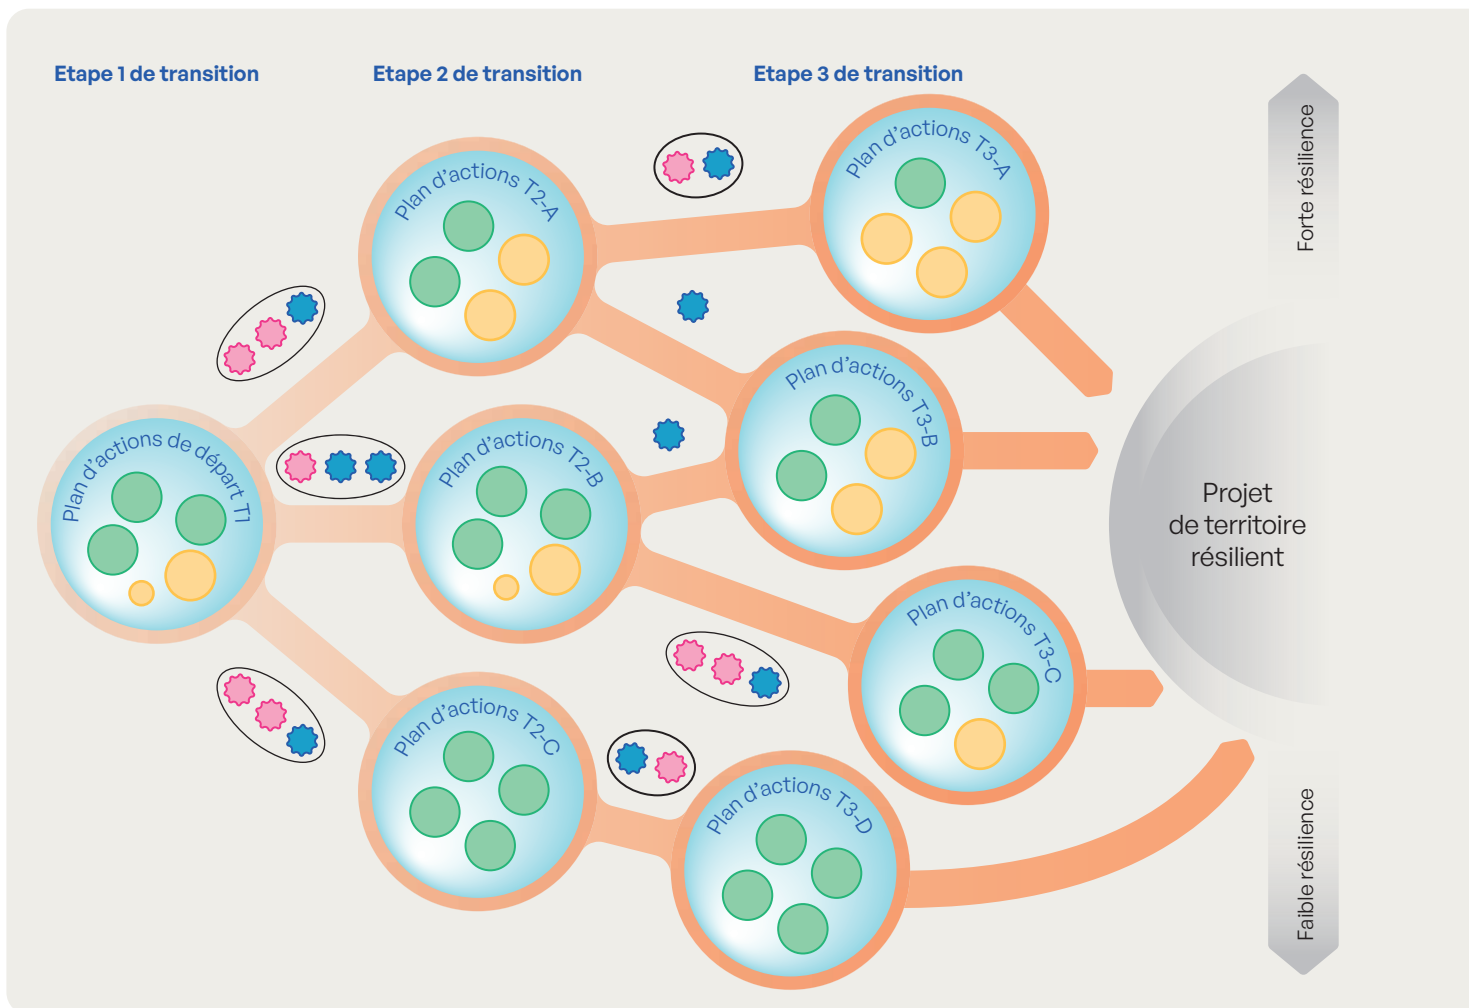 Etape 1 de transition
Etape 2 de transition
Etape 3 de transition
Plan d'actions de départ T1
Plan d'actions T2-A
Plan d'actions T2-B
Plan d'actions T2-C
Plan d'actions T3-A
Plan d'actions T3-B
Plan d'actions T3-C
Plan d'actions T3-D
Projet
de territoire
résilient
Forte résilience
Faible résilience